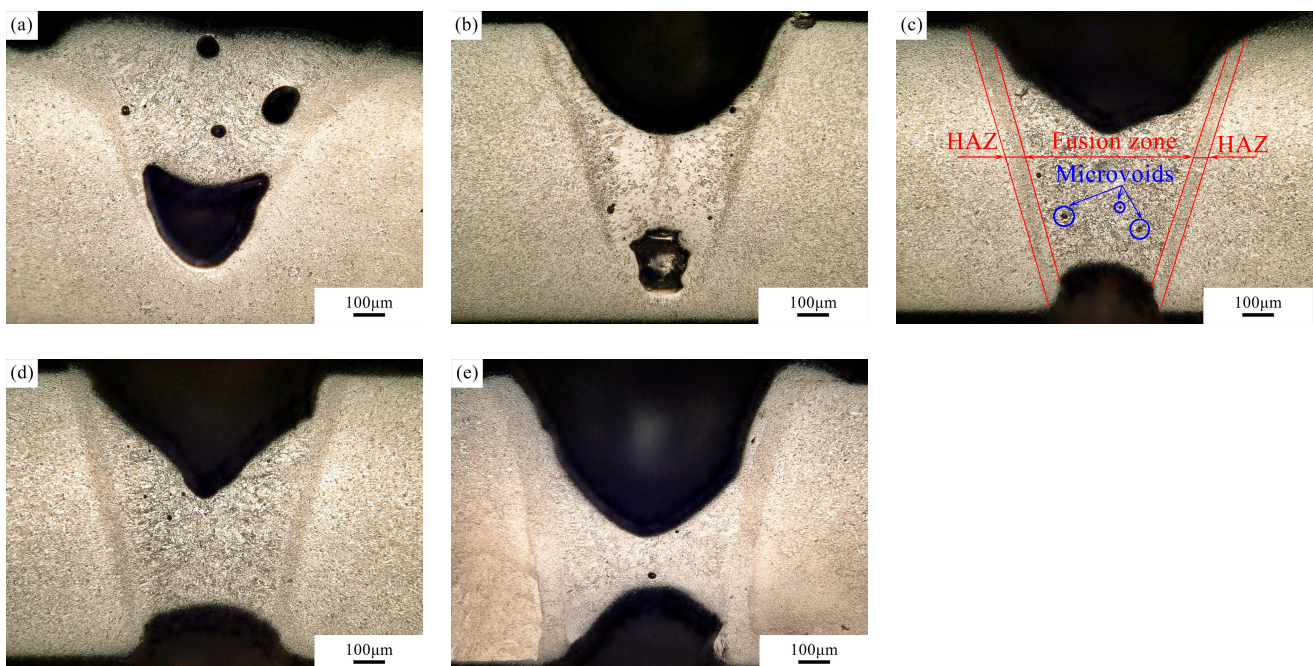 (a)
100μm
(b)
100μm
(c)
HAZ Fusion zone HAZ
Microvoids
100μm
(d)
100μm
(e)
100μm